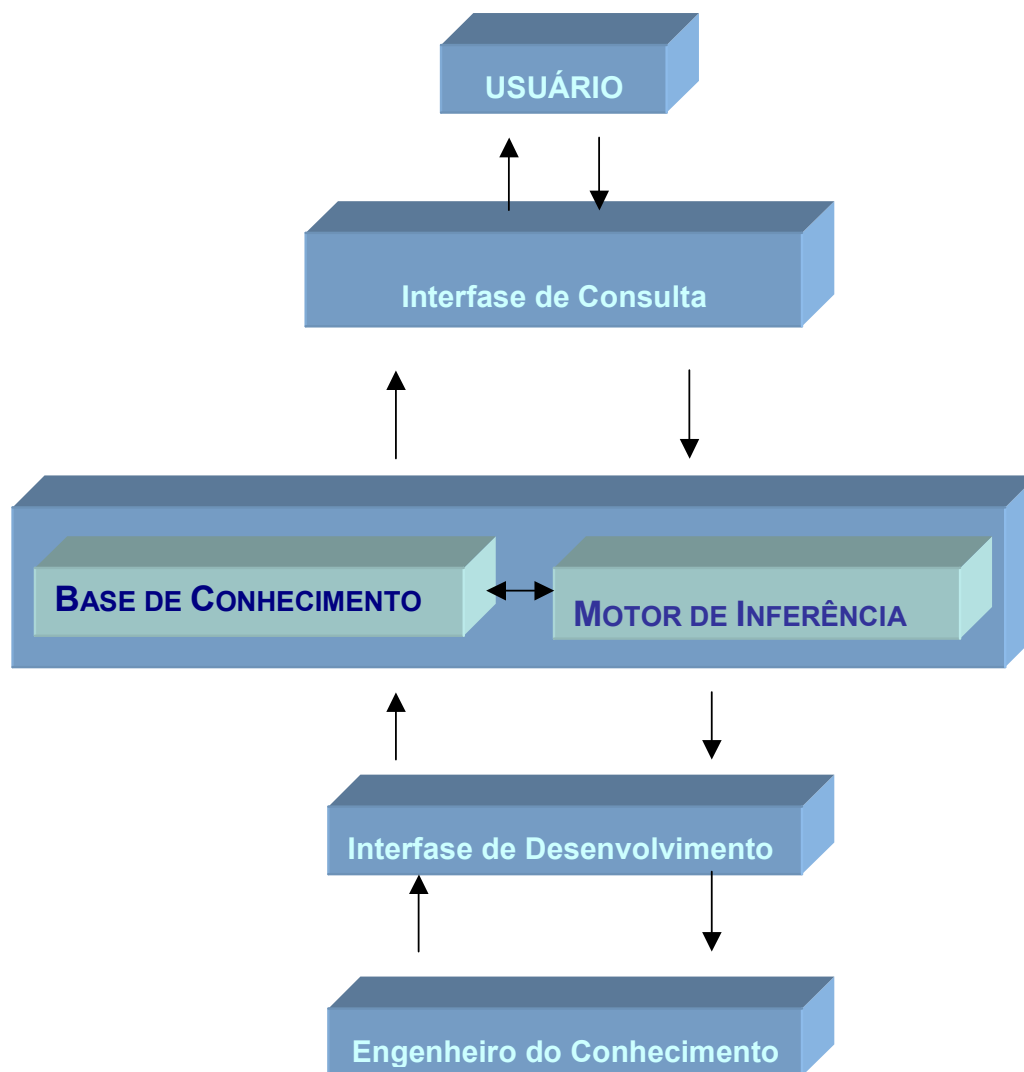 USUÁRIO
Interfase de Consulta
BASE DE CONHECIMENTO
MOTOR DE INFERÊNCIA
Interfase de Desenvolvimento
Engenheiro do Conhecimento